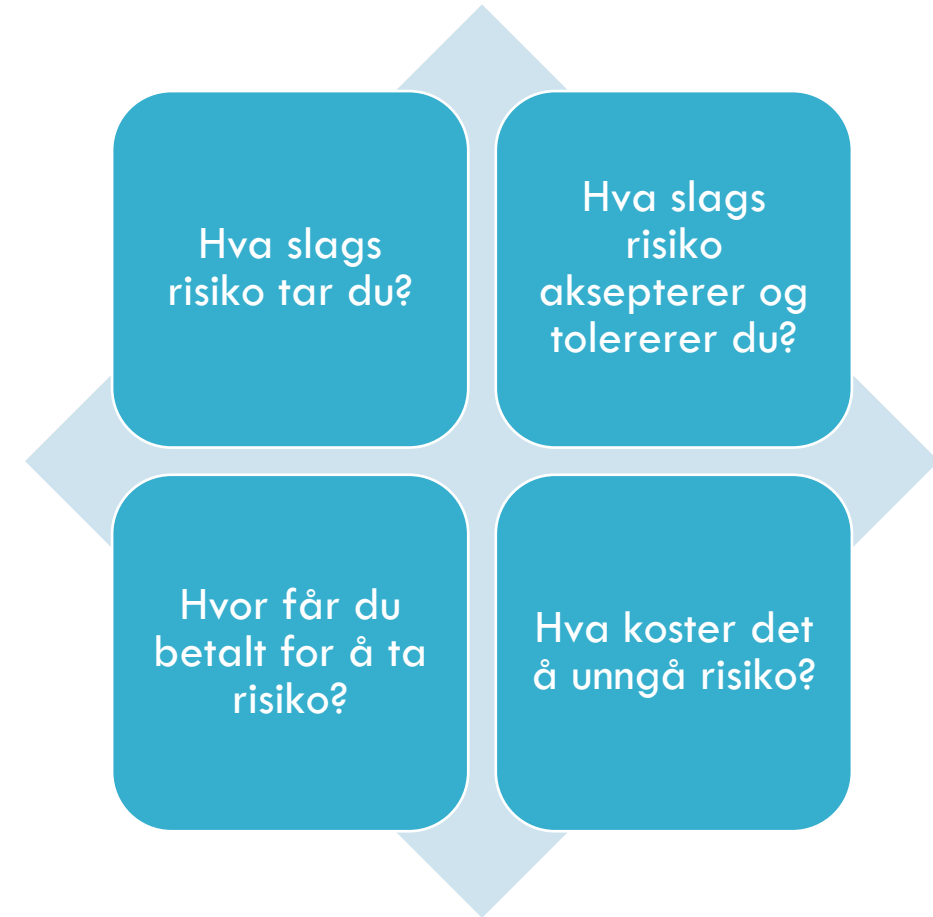 Hva slags
risiko tar du?
Hva slags
risiko
aksepterer og
tolererer du?
Hvor får du
betalt for å ta
risiko?
Hva koster det
å unngå risiko?